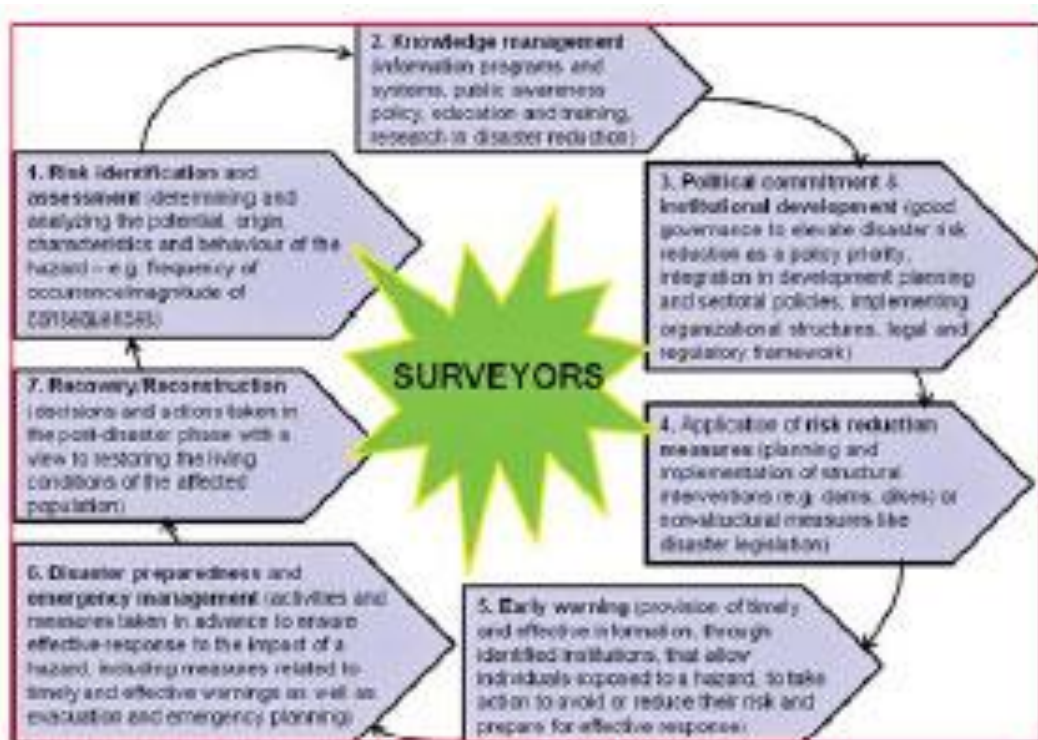 2. Knowledge management
(information programs and
systems, public awareness
policy, education and training,
research in disaster reduction)
1. Risk identification and
assessment (determining and
analyzing the potential, origin,
characteristics and behaviour of the
hazard – e.g. frequency of
occurrence/magnitude of
consequences)
3. Political commitment &
institutional development (good
governance to elevate disaster risk
reduction as a policy priority,
integration in development planning
and sectoral policies, implementing
organizational structures, legal and
regulatory framework)
SURVEYORS
7. Recovery/Reconstruction
(decisions and actions taken in
the post-disaster phase with a
view to restoring the living
conditions of the affected
population)
4. Application of risk reduction
measures (planning and
implementation of structural
interventions (e.g. dams, dikes) or
non-structural measures like
disaster legislation)
6. Disaster preparedness and
emergency management (activities and
measures taken in advance to ensure
effective response to the impact of a
hazard, including measures related to
timely and effective warnings as well as
evacuation and emergency planning)
5. Early warning (provision of timely
and effective information, through
identified institutions, that allow
individuals exposed to a hazard, to take
action to avoid or reduce their risk and
prepare for effective response)